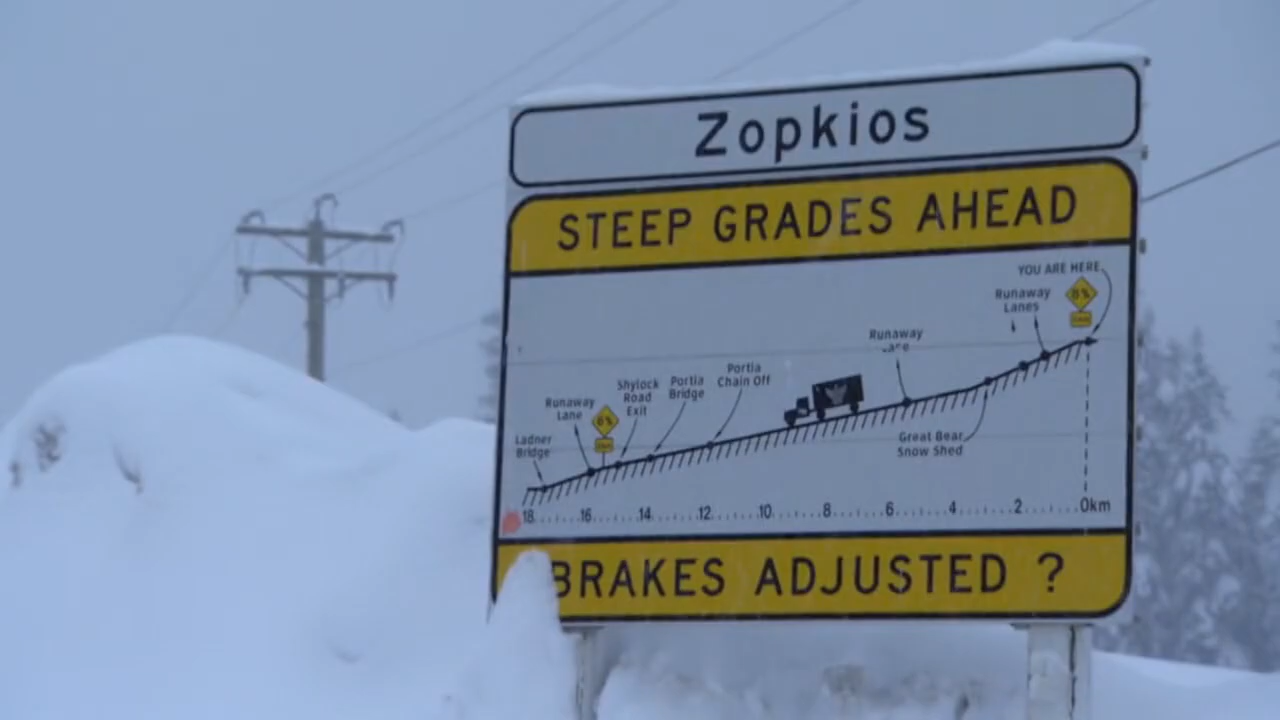 Zopkios
STEEP GRADES AHEAD
YOU ARE HERE
Runaway
Lanes
8%
Runaway
Lane
Portia
Chain Off
Portia
Bridge
Shylock
Road
Exit
Runaway
Lane
6%
Ladner
Bridge
Great Bear
Snow Shed
18 16 14 12 10 8 6 4 2 0km
BRAKES ADJUSTED ?